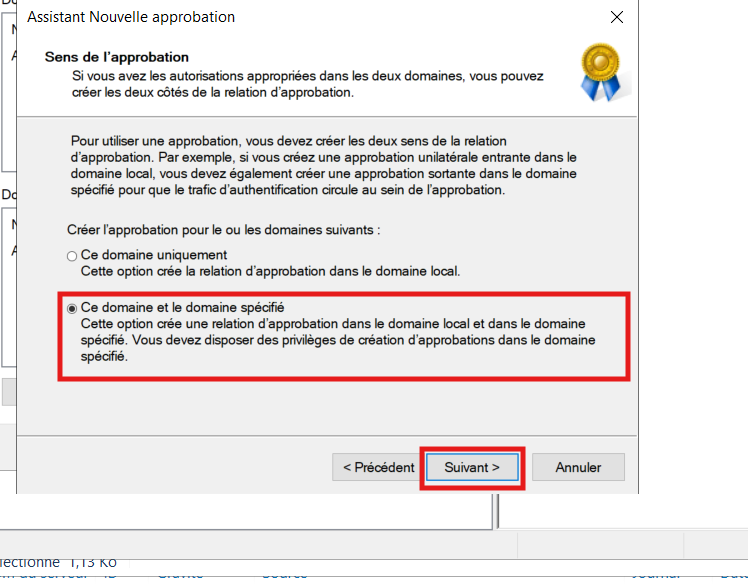 Assistant Nouvelle approbation
Sens de l'approbation
Si vous avez les autorisations appropriées dans les deux domaines, vous pouvez
créer les deux côtés de la relation d'approbation.
Pour utiliser une approbation, vous devez créer les deux sens de la relation
d'approbation. Par exemple, si vous créez une approbation unilatérale entrante dans le
domaine local, vous devez également créer une approbation sortante dans le domaine
spécifié pour que le trafic d'authentification circule au sein de l'approbation.
Créer l'approbation pour le ou les domaines suivants :
Ce domaine uniquement
Cette option crée la relation d'approbation dans le domaine local.
Ce domaine et le domaine spécifié
Cette option crée une relation d'approbation dans le domaine local et dans le domaine
spécifié. Vous devez disposer des privilèges de création d'approbations dans le domaine
spécifié.
< Précédent Suivant > Annuler
1,13 Ko